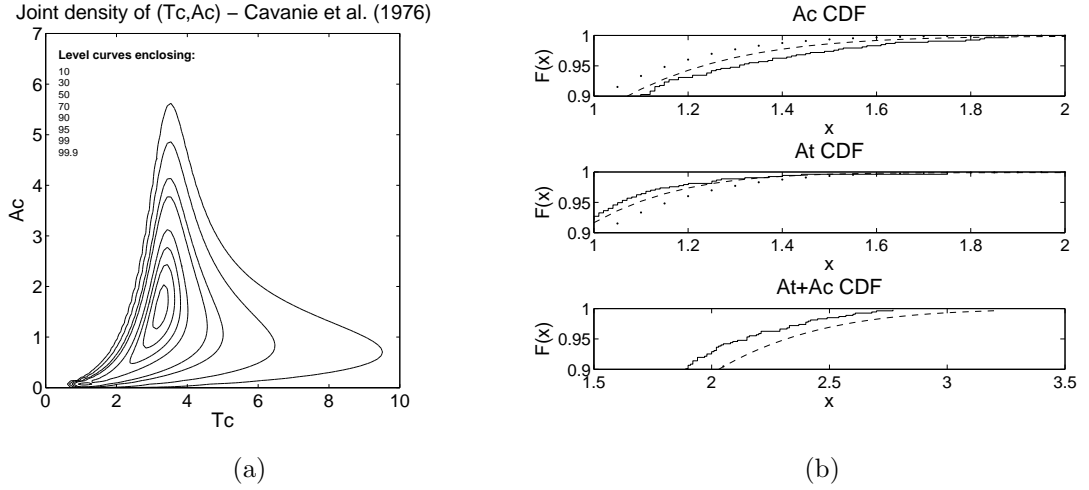 Joint density of (Tc,Ac) − Cavanie et al. (1976)
7
6
5
4
3
2
1
0
Ac
Level curves enclosing:
10
30
50
70
90
95
99
99.9
0 2 4 6 8 10
Tc
(a)
Ac CDF
1
0.95
0.9
F(x)
1 1.2 1.4 1.6 1.8 2
x
At CDF
1
0.95
0.9
F(x)
1 1.2 1.4 1.6 1.8 2
x
At+Ac CDF
1
0.95
0.9
F(x)
1.5 2 2.5 3 3.5
x
(b)